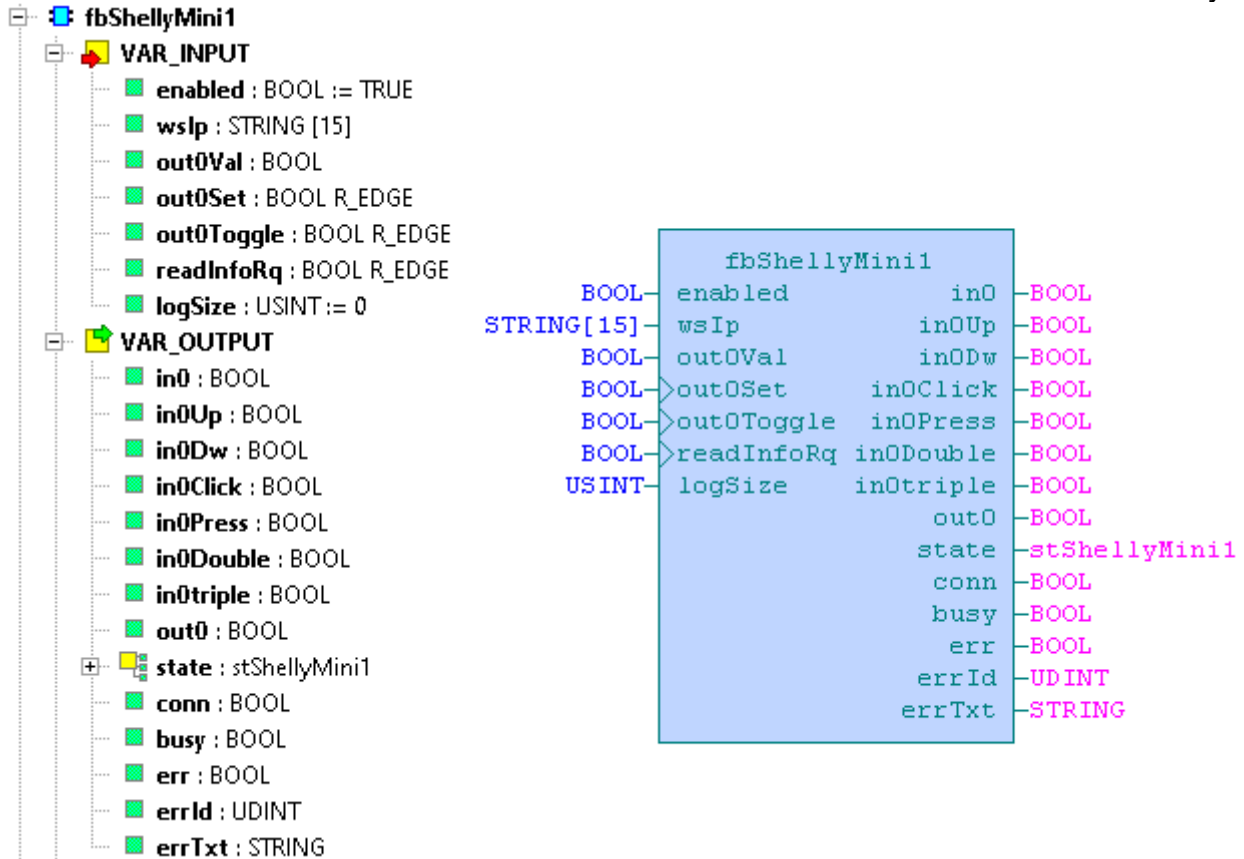 fbShellyMini1
VAR_INPUT
enabled : BOOL := TRUE
wsIp : STRING [15]
out0Val : BOOL
out0Set : BOOL R_EDGE
out0Toggle : BOOL R_EDGE
readInfoRq : BOOL R_EDGE
logSize : USINT := 0
VAR_OUTPUT
in0 : BOOL
in0Up : BOOL
in0Dw : BOOL
in0Click : BOOL
in0Press : BOOL
in0Double : BOOL
in0triple : BOOL
out0 : BOOL
state : stShellyMini1
conn : BOOL
busy : BOOL
err : BOOL
errId : UDINT
errTxt : STRING
fbShellyMini1
BOOL enabled in0 BOOL
STRING[15] wsIp in0Up BOOL
BOOL out0Val in0Dw BOOL
BOOL out0Set in0Click BOOL
BOOL out0Toggle in0Press BOOL
BOOL readInfoRq in0Double BOOL
USINT logSize in0triple BOOL
out0 BOOL
state stShellyMini1
conn BOOL
busy BOOL
err BOOL
errId UDINT
errTxt STRING